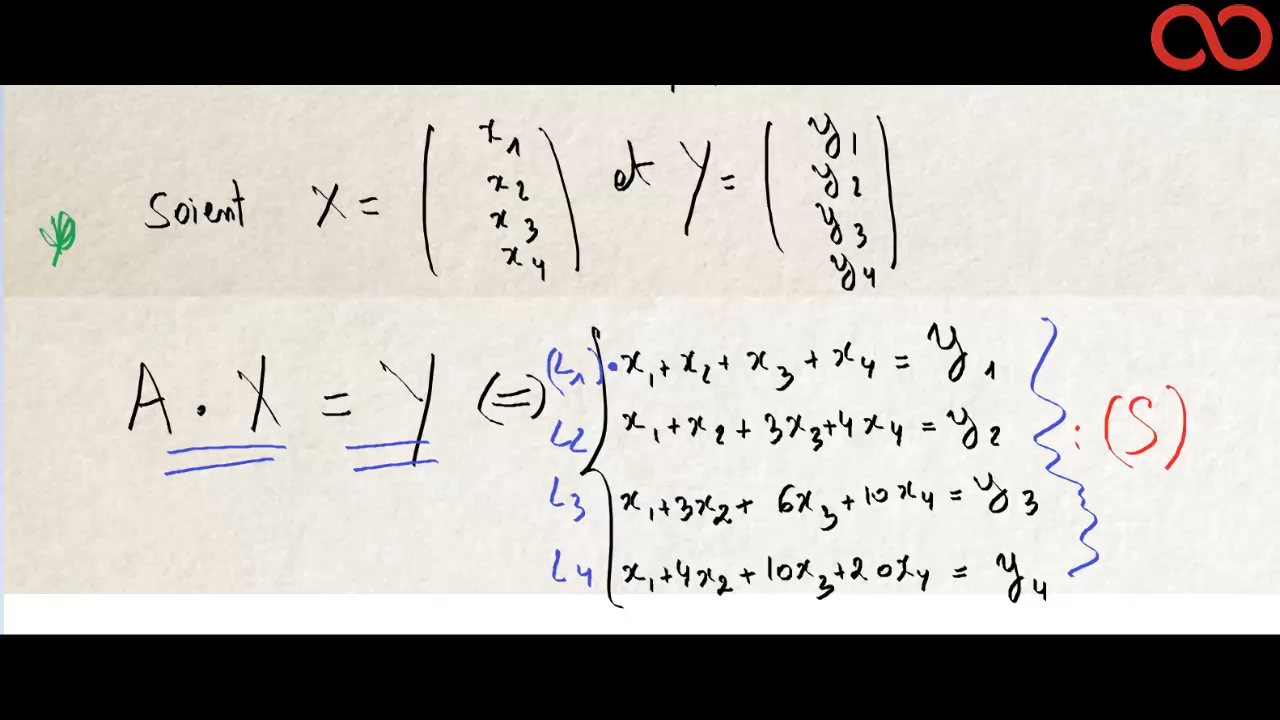 Soient X = ( x1 x2 x3 x4 ) et Y = ( y1 y2 y3 y4 )
A . X = Y (=)
(L1) • x1 + x2 + x3 + x4 = y1
L2 x1 + x2 + 3x3 + 4x4 = y2 : (S)
L3 x1 + 3x2 + 6x3 + 10x4 = y3
L4 x1 + 4x2 + 10x3 + 20x4 = y4